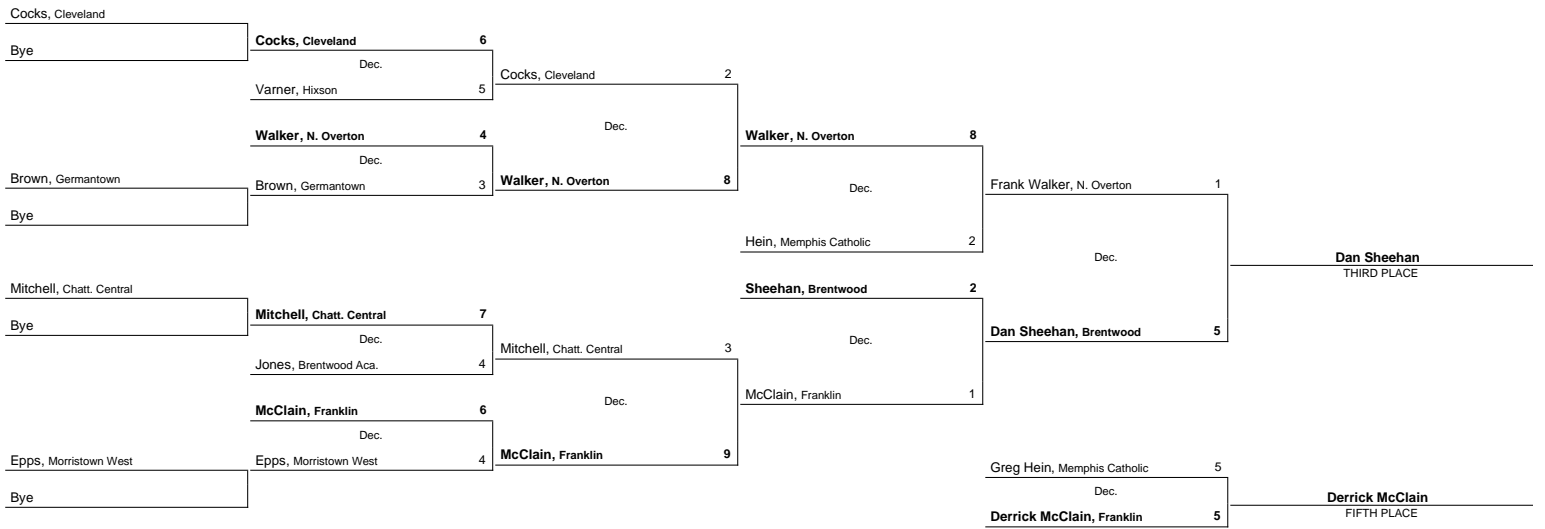 Cocks, Cleveland
Bye
Cocks, Cleveland 6
Dec.
Varner, Hixson 5
Cocks, Cleveland 2
Dec.
Walker, N. Overton 4
Dec.
Brown, Germantown
Brown, Germantown 3
Bye
Walker, N. Overton 8
Walker, N. Overton 8
Dec.
Hein, Memphis Catholic 2
Frank Walker, N. Overton 1
Dec.
Dan Sheehan
THIRD PLACE
Mitchell, Chatt. Central
Bye
Mitchell, Chatt. Central 7
Dec.
Jones, Brentwood Aca. 4
Mitchell, Chatt. Central 3
Dec.
McClain, Franklin 6
Dec.
Epps, Morristown West
Epps, Morristown West 4
Bye
McClain, Franklin 9
Sheehan, Brentwood 2
Dec.
McClain, Franklin 1
Dan Sheehan, Brentwood 5
Greg Hein, Memphis Catholic 5
Dec.
Derrick McClain, Franklin 5
Derrick McClain
FIFTH PLACE